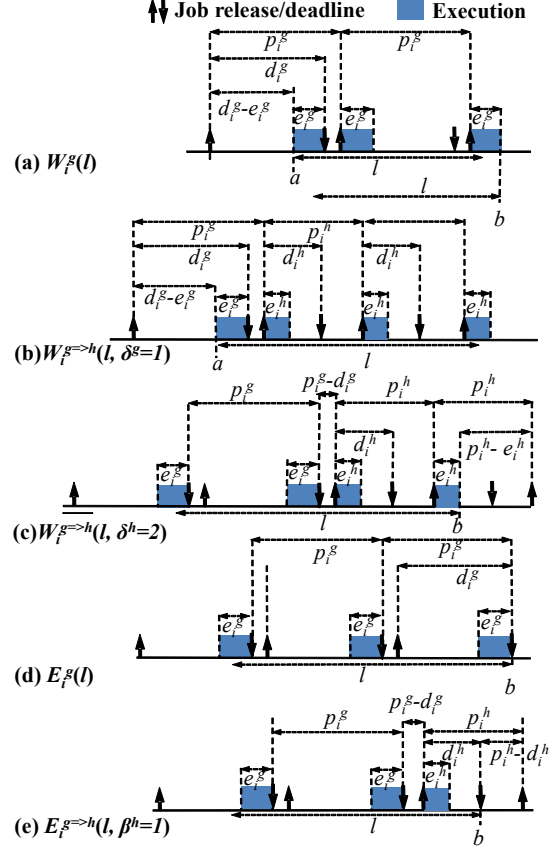 Job release/deadline Execution
p_i^g p_i^g
d_i^g
d_i^g-e_i^g e_i^g e_i^g e_i^g
(a) W_i^g(l) a l
l b
p_i^g p_i^h
d_i^g d_i^h d_i^h
d_i^g-e_i^g e_i^g e_i^h e_i^h e_i^h
(b)W_i^{g=>h}(l, δ^g=1) a l
p_i^g p_i^g-d_i^g p_i^h p_i^h
d_i^h
e_i^g e_i^g e_i^h e_i^h p_i^h- e_i^h
(c)W_i^{g=>h}(l, δ^h=2) l b
p_i^g p_i^g
d_i^g
e_i^g e_i^g e_i^g
(d) E_i^g(l) l b
p_i^g p_i^g-d_i^g p_i^h
d_i^h p_i^h- d_i^h
e_i^g e_i^g e_i^h
(e) E_i^{g=>h}(l, β^h=1) l b